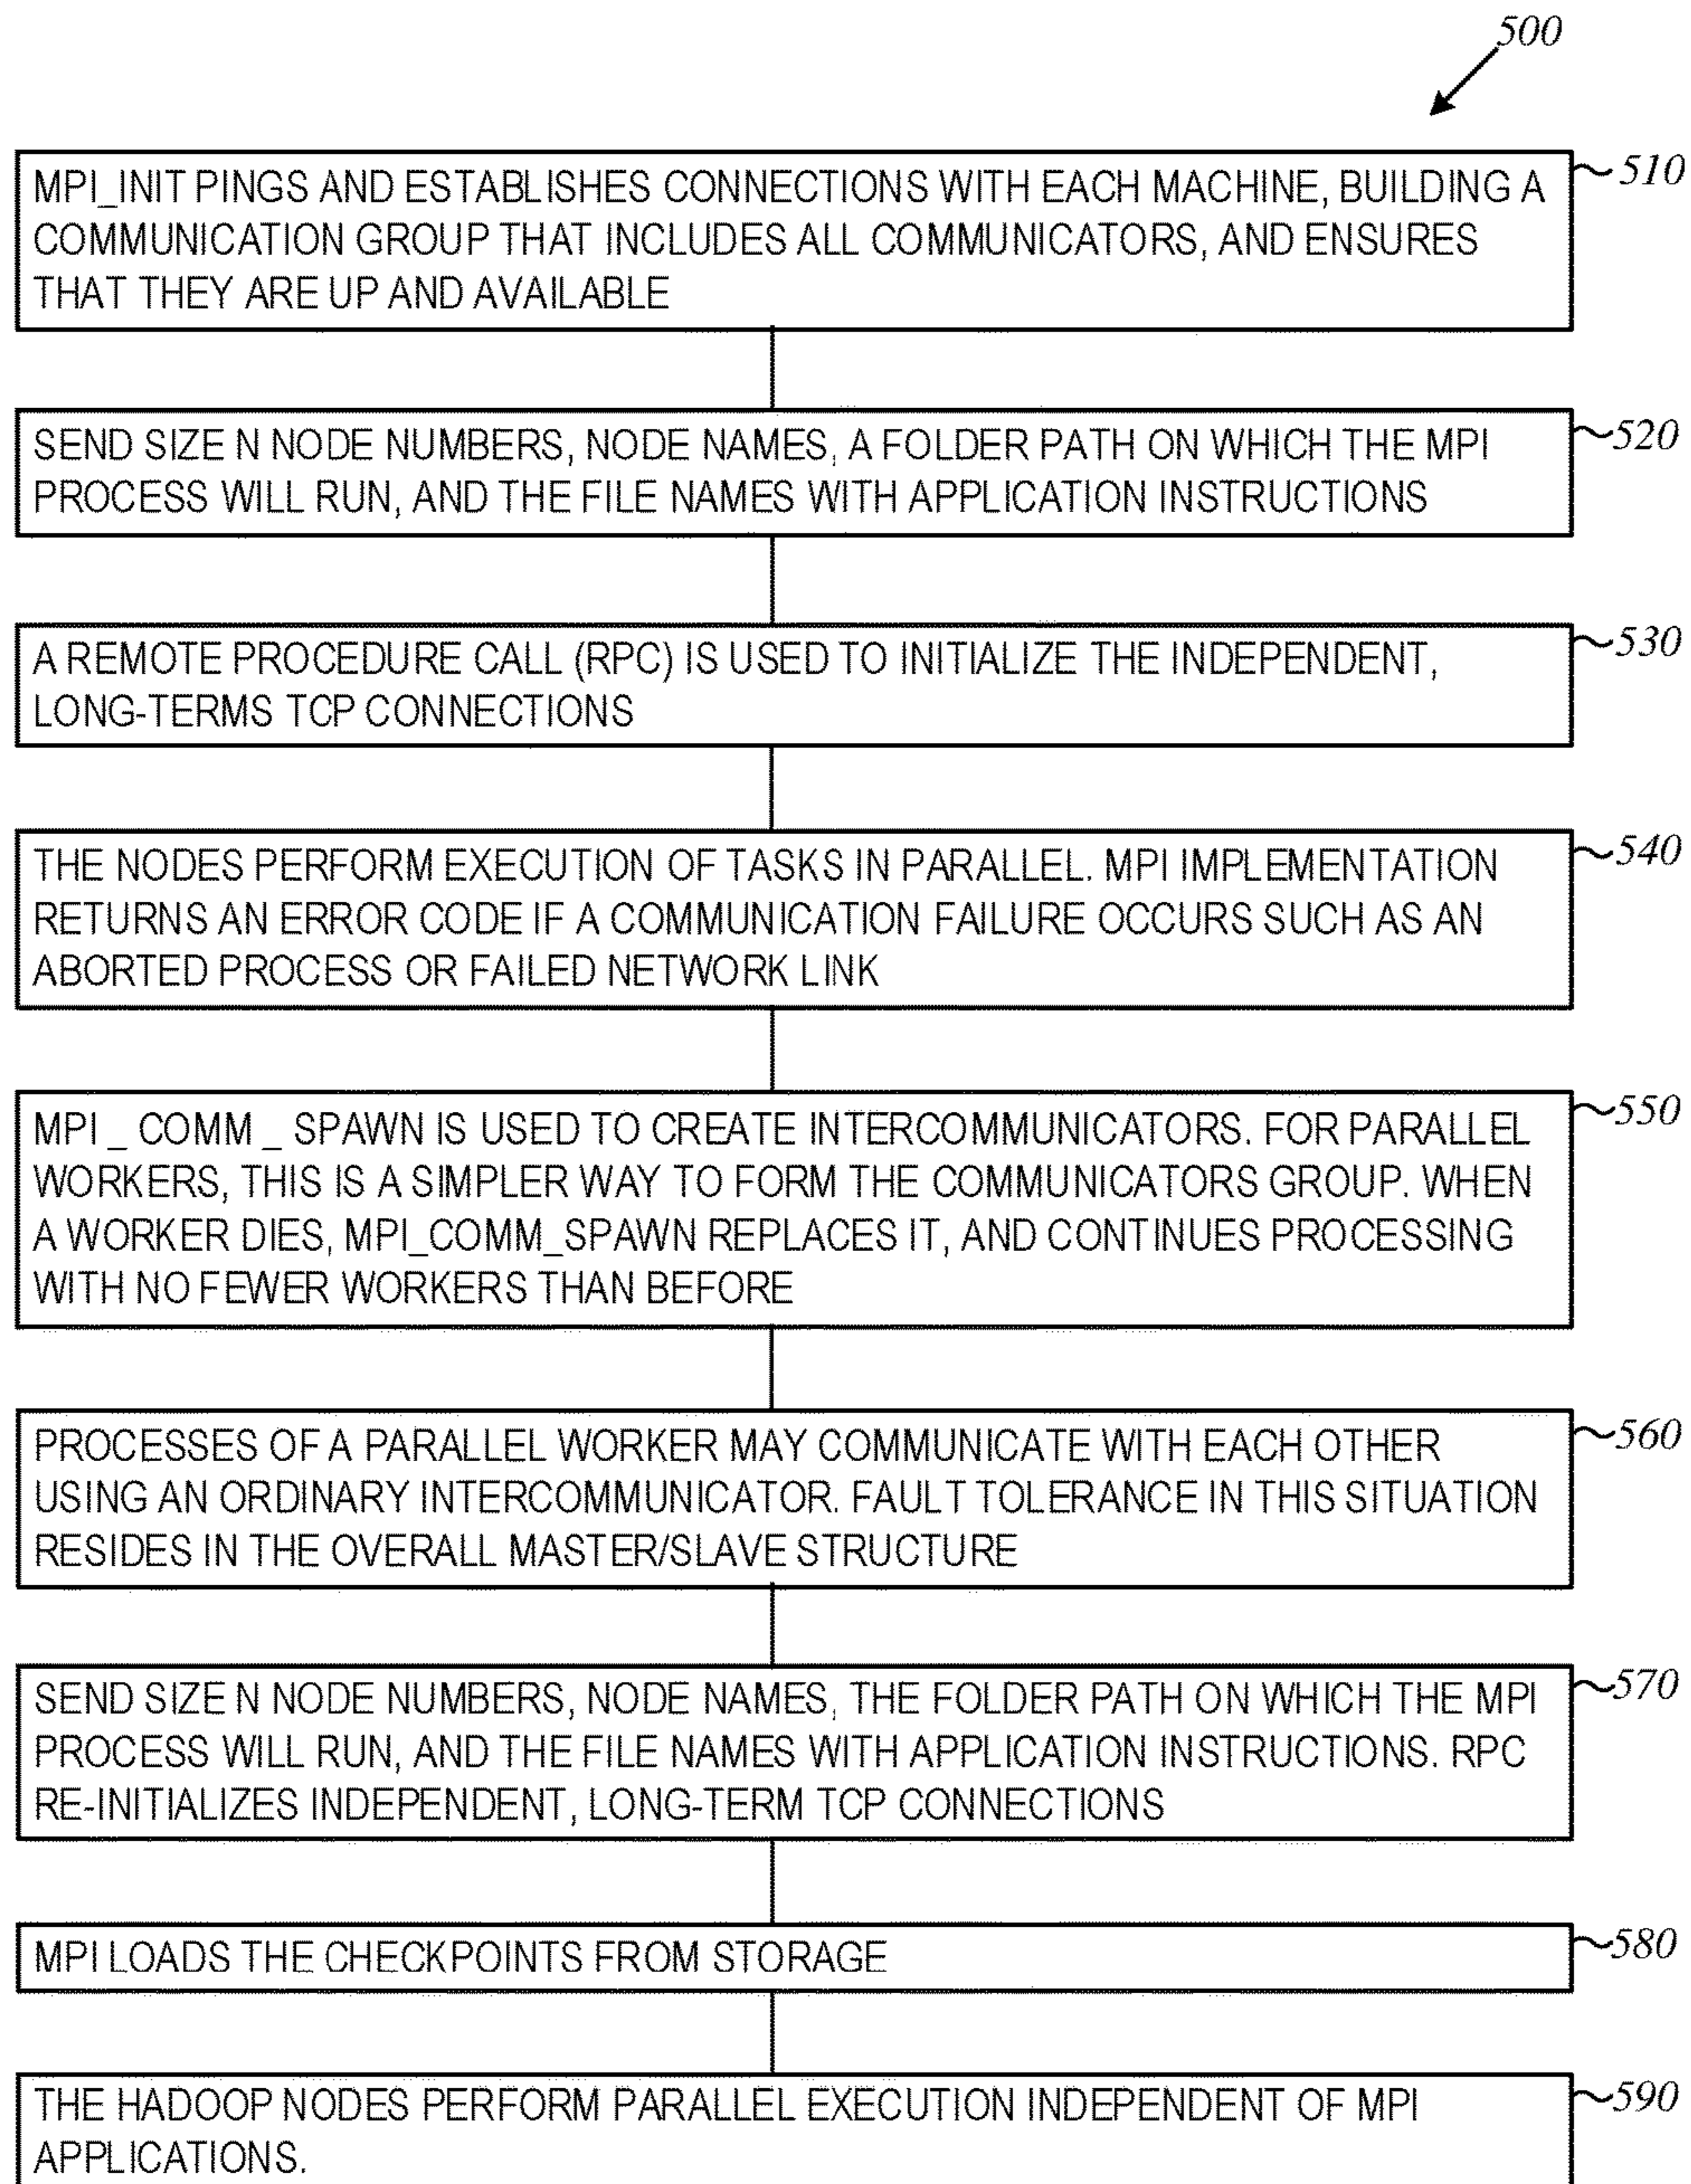 500
MPI_INIT PINGS AND ESTABLISHES CONNECTIONS WITH EACH MACHINE, BUILDING A
COMMUNICATION GROUP THAT INCLUDES ALL COMMUNICATORS, AND ENSURES
THAT THEY ARE UP AND AVAILABLE
510
SEND SIZE N NODE NUMBERS, NODE NAMES, A FOLDER PATH ON WHICH THE MPI
PROCESS WILL RUN, AND THE FILE NAMES WITH APPLICATION INSTRUCTIONS
520
A REMOTE PROCEDURE CALL (RPC) IS USED TO INITIALIZE THE INDEPENDENT,
LONG-TERMS TCP CONNECTIONS
530
THE NODES PERFORM EXECUTION OF TASKS IN PARALLEL. MPI IMPLEMENTATION
RETURNS AN ERROR CODE IF A COMMUNICATION FAILURE OCCURS SUCH AS AN
ABORTED PROCESS OR FAILED NETWORK LINK
540
MPI _ COMM _ SPAWN IS USED TO CREATE INTERCOMMUNICATORS. FOR PARALLEL
WORKERS, THIS IS A SIMPLER WAY TO FORM THE COMMUNICATORS GROUP. WHEN
A WORKER DIES, MPI_COMM_SPAWN REPLACES IT, AND CONTINUES PROCESSING
WITH NO FEWER WORKERS THAN BEFORE
550
PROCESSES OF A PARALLEL WORKER MAY COMMUNICATE WITH EACH OTHER
USING AN ORDINARY INTERCOMMUNICATOR. FAULT TOLERANCE IN THIS SITUATION
RESIDES IN THE OVERALL MASTER/SLAVE STRUCTURE
560
SEND SIZE N NODE NUMBERS, NODE NAMES, THE FOLDER PATH ON WHICH THE MPI
PROCESS WILL RUN, AND THE FILE NAMES WITH APPLICATION INSTRUCTIONS. RPC
RE-INITIALIZES INDEPENDENT, LONG-TERM TCP CONNECTIONS
570
MPI LOADS THE CHECKPOINTS FROM STORAGE
580
THE HADOOP NODES PERFORM PARALLEL EXECUTION INDEPENDENT OF MPI
APPLICATIONS.
590